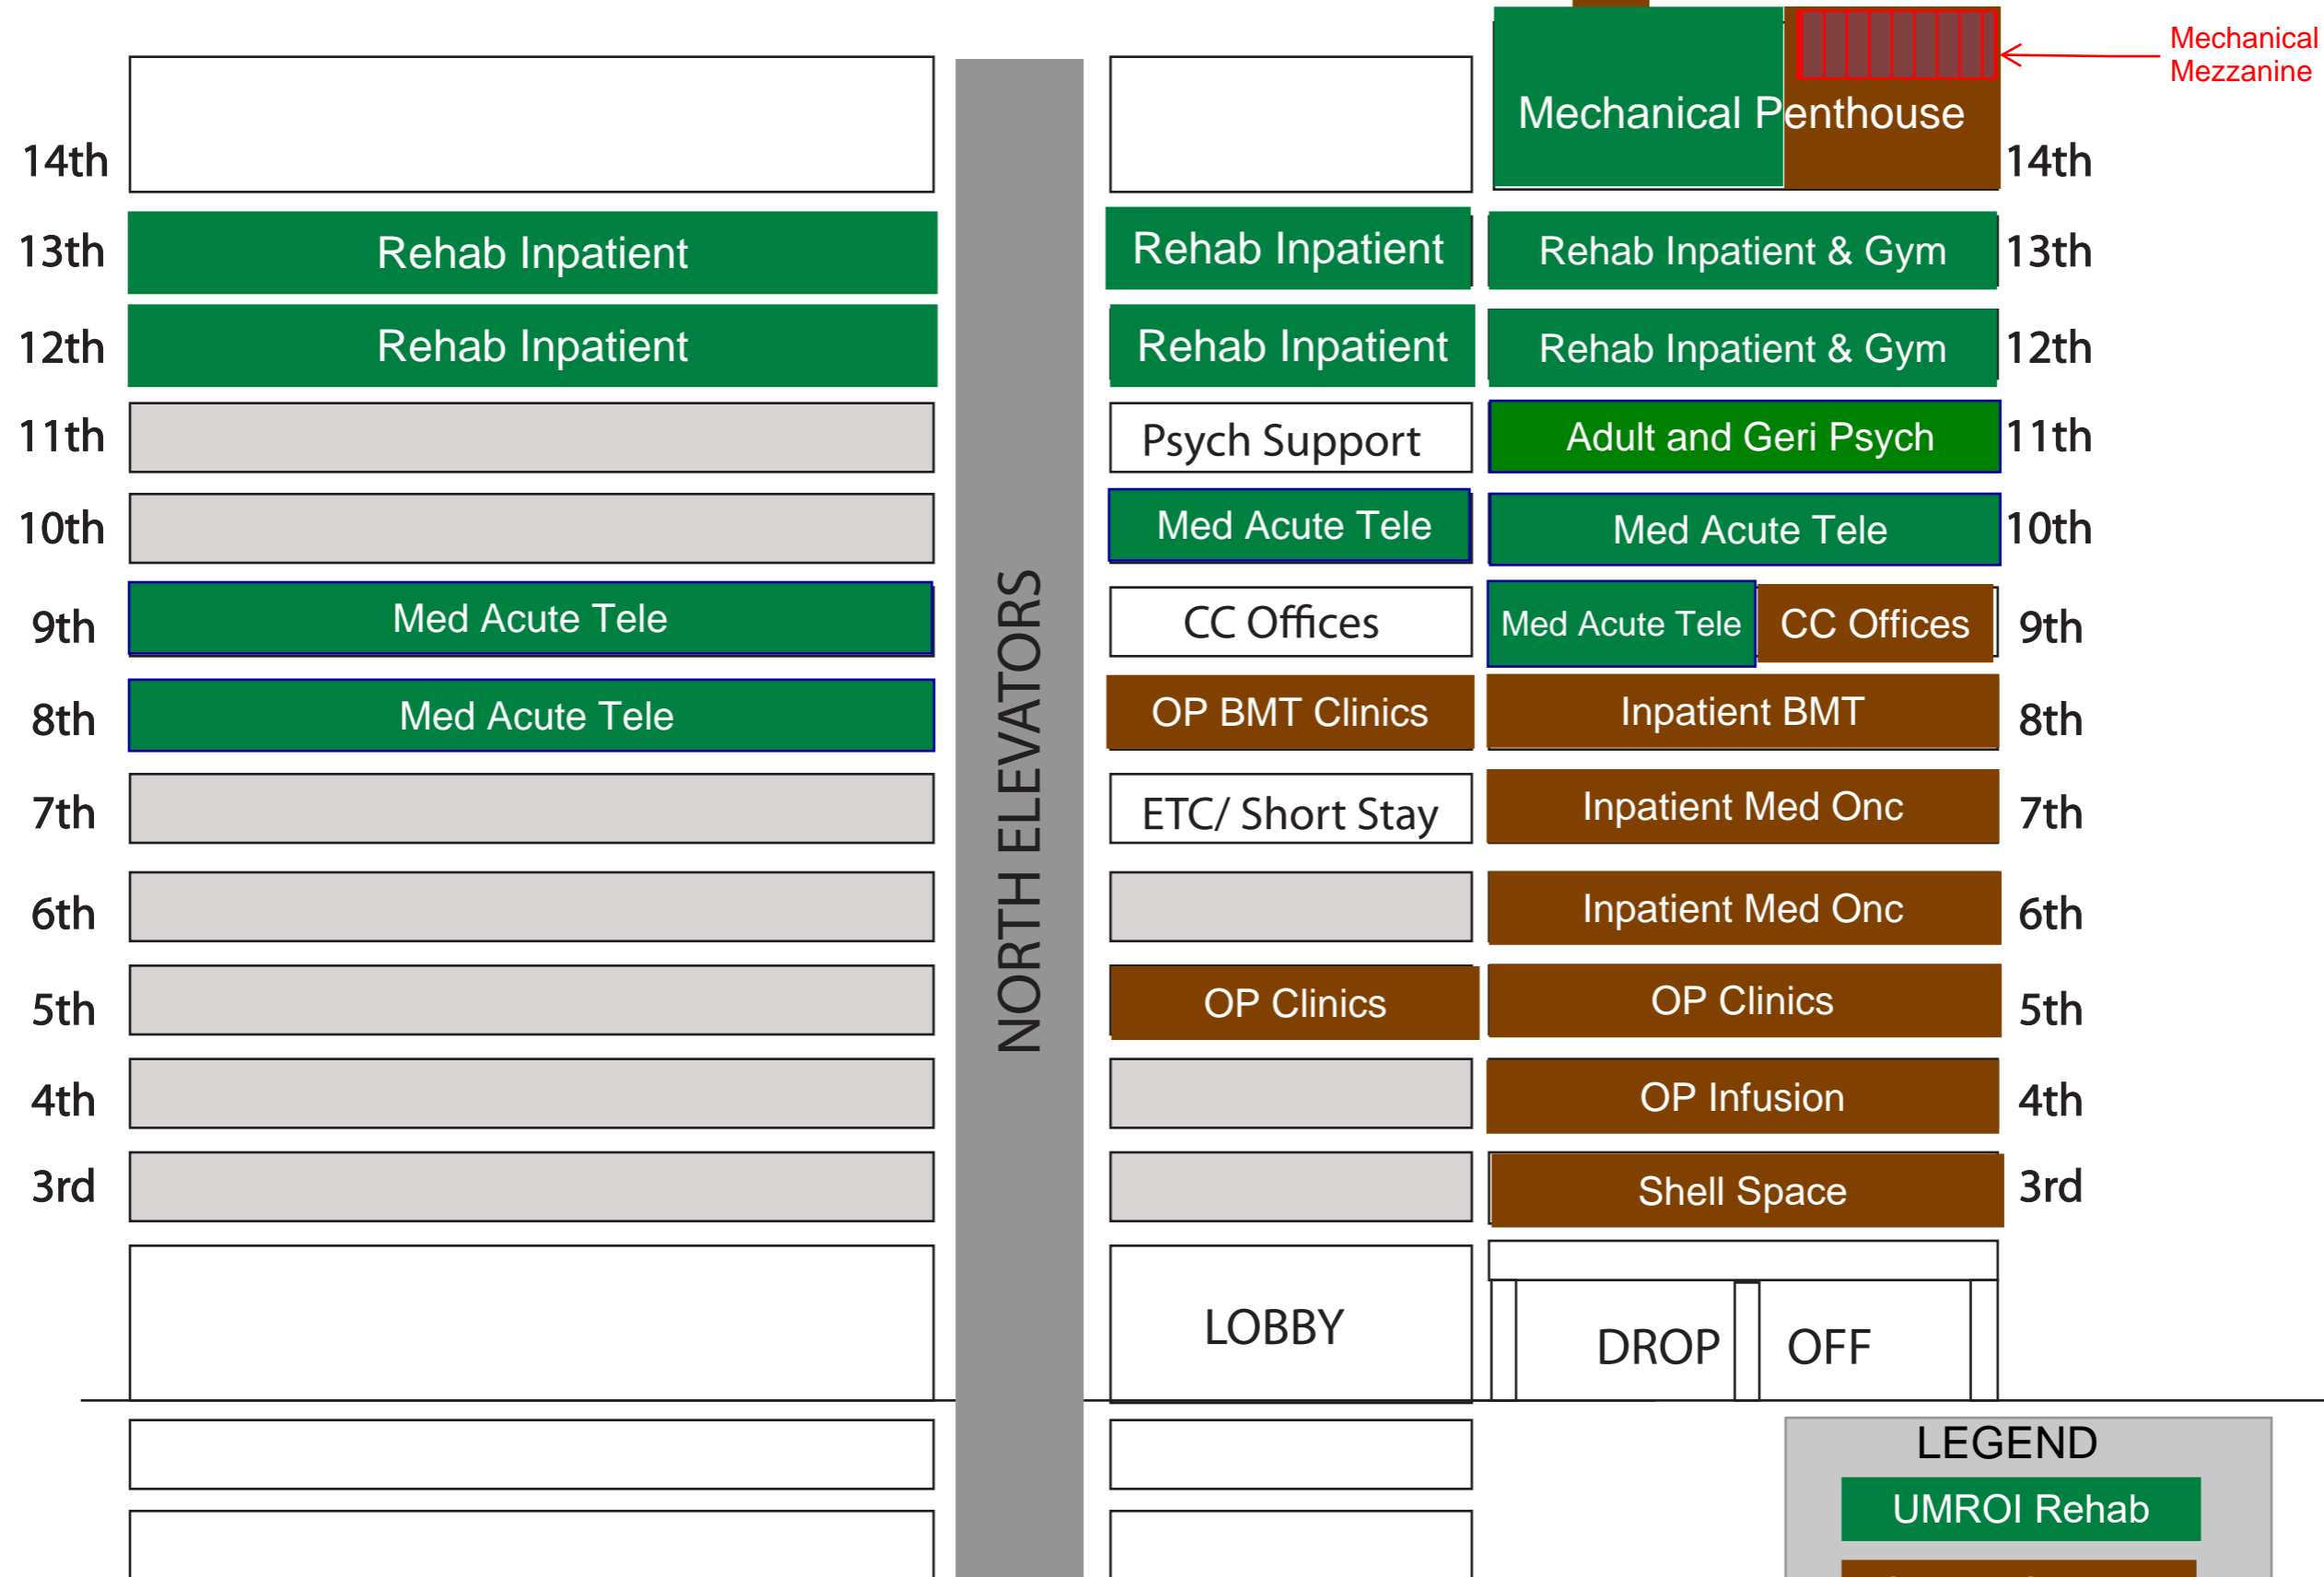 Mechanical
Mezzanine
Mechanical Penthouse
14th 14th
13th Rehab Inpatient Rehab Inpatient Rehab Inpatient & Gym 13th
12th Rehab Inpatient Rehab Inpatient Rehab Inpatient & Gym 12th
11th Psych Support Adult and Geri Psych 11th
10th Med Acute Tele Med Acute Tele 10th
9th Med Acute Tele CC Offices Med Acute Tele CC Offices 9th
8th Med Acute Tele OP BMT Clinics Inpatient BMT 8th
7th ETC/ Short Stay Inpatient Med Onc 7th
6th Inpatient Med Onc 6th
5th OP Clinics OP Clinics 5th
4th OP Infusion 4th
3rd Shell Space 3rd
NORTH ELEVATORS
LOBBY DROP OFF
LEGEND
UMROI Rehab